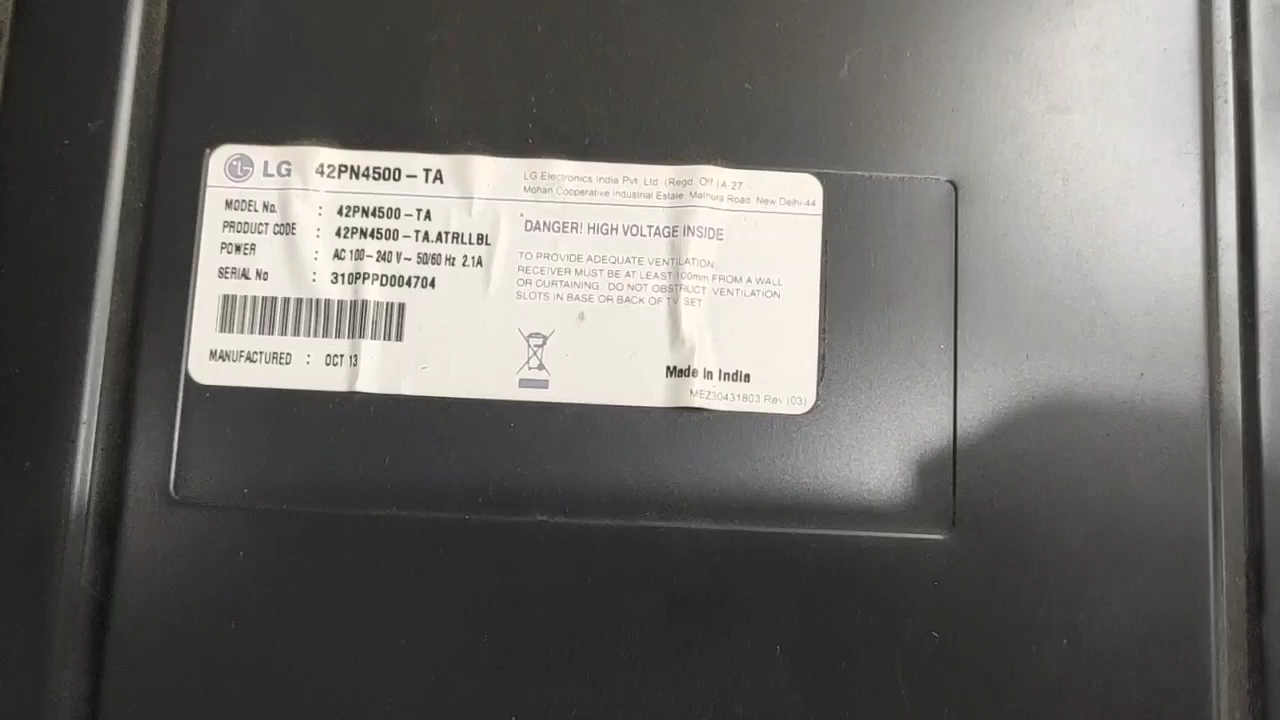 LG 42PN4500-TA
LG Electronics India Pvt. Ltd. (Regd. Off.) A-27
Mohan Cooperative Industrial Estate, Mathura Road, New Delhi-44
MODEL No. : 42PN4500-TA
PRODUCT CODE : 42PN4500-TA.ATRLLBL
POWER : AC 100-240 V~ 50/60 Hz 2.1A
SERIAL No : 310PPPD004704
MANUFACTURED : OCT 13
DANGER! HIGH VOLTAGE INSIDE
TO PROVIDE ADEQUATE VENTILATION,
RECEIVER MUST BE AT LEAST 100mm FROM A WALL
OR CURTAINING. DO NOT OBSTRUCT VENTILATION
SLOTS IN BASE OR BACK OF TV SET
Made in India
MEZ30431803 Rev (03)